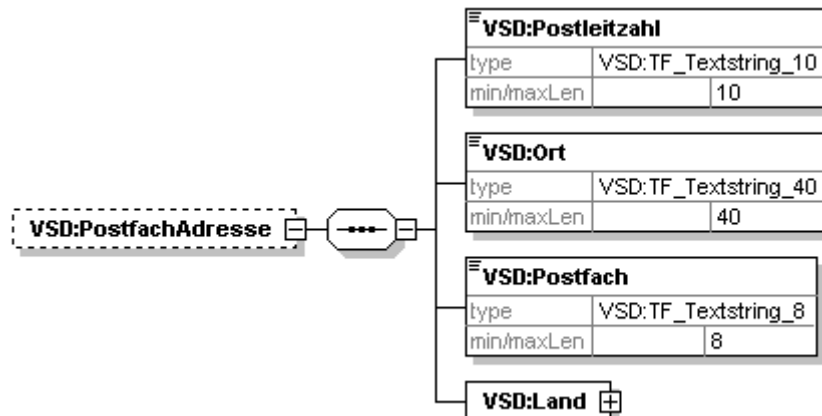 VSD:Postleitzahl
type VSD:TF_Textstring_10
min/maxLen 10
VSD:Ort
type VSD:TF_Textstring_40
min/maxLen 40
VSD:PostfachAdresse
VSD:Postfach
type VSD:TF_Textstring_8
min/maxLen 8
VSD:Land